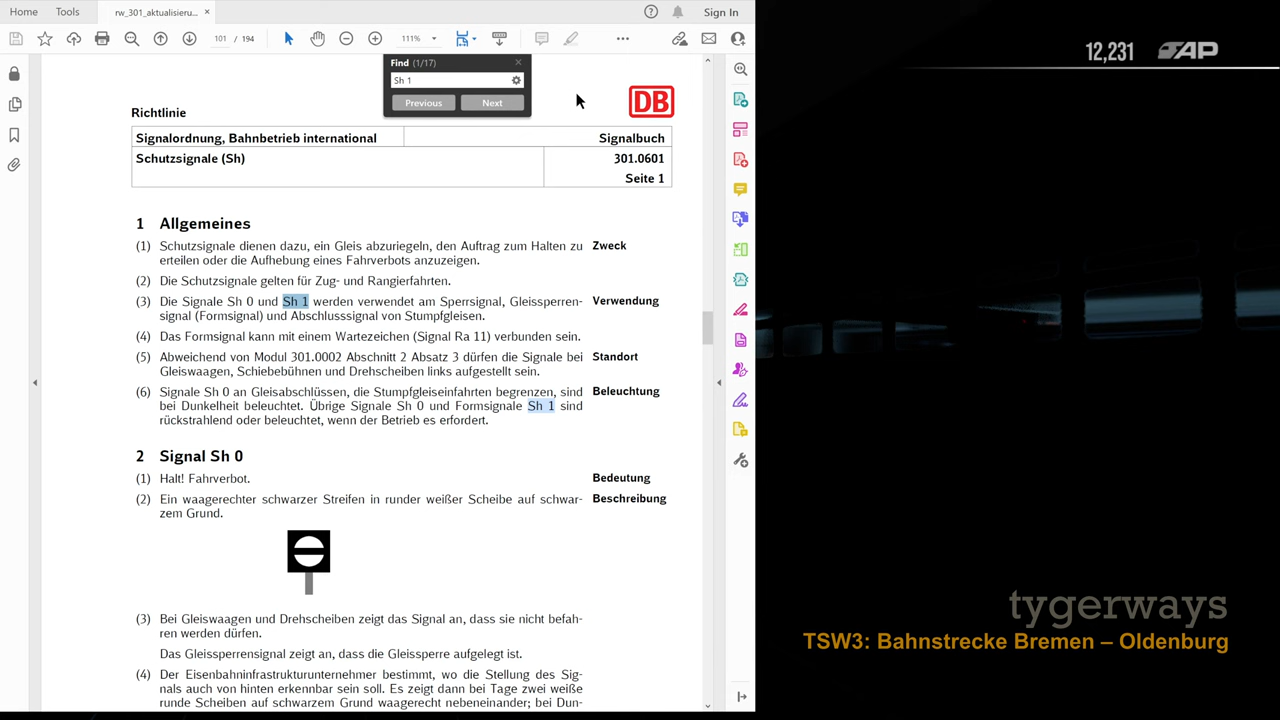 Home Tools rw_301_aktualisieru... × Sign In
101 / 194 111%
Find (1/17)
Sh 1
Previous Next
12,231 AP
DB
Richtlinie
Signalordnung, Bahnbetrieb international Signalbuch
Schutzsignale (Sh) 301.0601
Seite 1
1 Allgemeines
(1) Schutzsignale dienen dazu, ein Gleis abzuriegeln, den Auftrag zum Halten zu Zweck
erteilen oder die Aufhebung eines Fahrverbots anzuzeigen.
(2) Die Schutzsignale gelten für Zug- und Rangierfahrten.
(3) Die Signale Sh 0 und Sh 1 werden verwendet am Sperrsignal, Gleissperren- Verwendung
signal (Formsignal) und Abschlusssignal von Stumpfgleisen.
(4) Das Formsignal kann mit einem Wartezeichen (Signal Ra 11) verbunden sein.
(5) Abweichend von Modul 301.0002 Abschnitt 2 Absatz 3 dürfen die Signale bei Standort
Gleiswaagen, Schiebebühnen und Drehscheiben links aufgestellt sein.
(6) Signale Sh 0 an Gleisabschlüssen, die Stumpfgleiseinfahrten begrenzen, sind Beleuchtung
bei Dunkelheit beleuchtet. Übrige Signale Sh 0 und Formsignale Sh 1 sind
rückstrahlend oder beleuchtet, wenn der Betrieb es erfordert.
2 Signal Sh 0
(1) Halt! Fahrverbot. Bedeutung
(2) Ein waagerechter schwarzer Streifen in runder weißer Scheibe auf schwar- Beschreibung
zem Grund.
(3) Bei Gleiswaagen und Drehscheiben zeigt das Signal an, dass sie nicht befah-
ren werden dürfen.
Das Gleissperrensignal zeigt an, dass die Gleissperre aufgelegt ist.
(4) Der Eisenbahninfrastrukturunternehmer bestimmt, wo die Stellung des Sig-
nals auch von hinten erkennbar sein soll. Es zeigt dann bei Tage zwei weiße
runde Scheiben auf schwarzem Grund waagerecht nebeneinander; bei Dun-
tygerways
TSW3: Bahnstrecke Bremen – Oldenburg